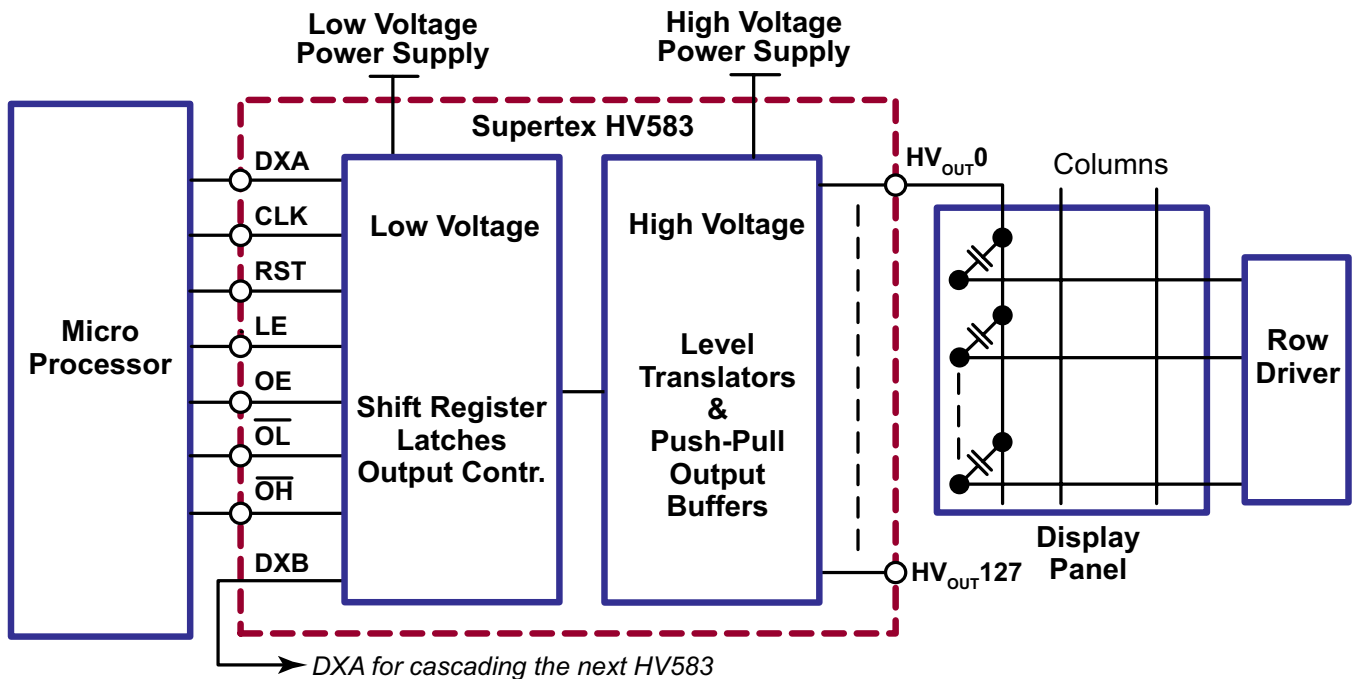 Low Voltage
Power Supply
High Voltage
Power Supply
Supertex HV583
Micro
Processor
DXA
CLK
RST
LE
OE
O̅L̅
O̅H̅
DXB
Low Voltage
Shift Register
Latches
Output Contr.
High Voltage
Level
Translators
&
Push-Pull
Output
Buffers
HVOUT0
HVOUT127
Columns
Display
Panel
Row
Driver
DXA for cascading the next HV583